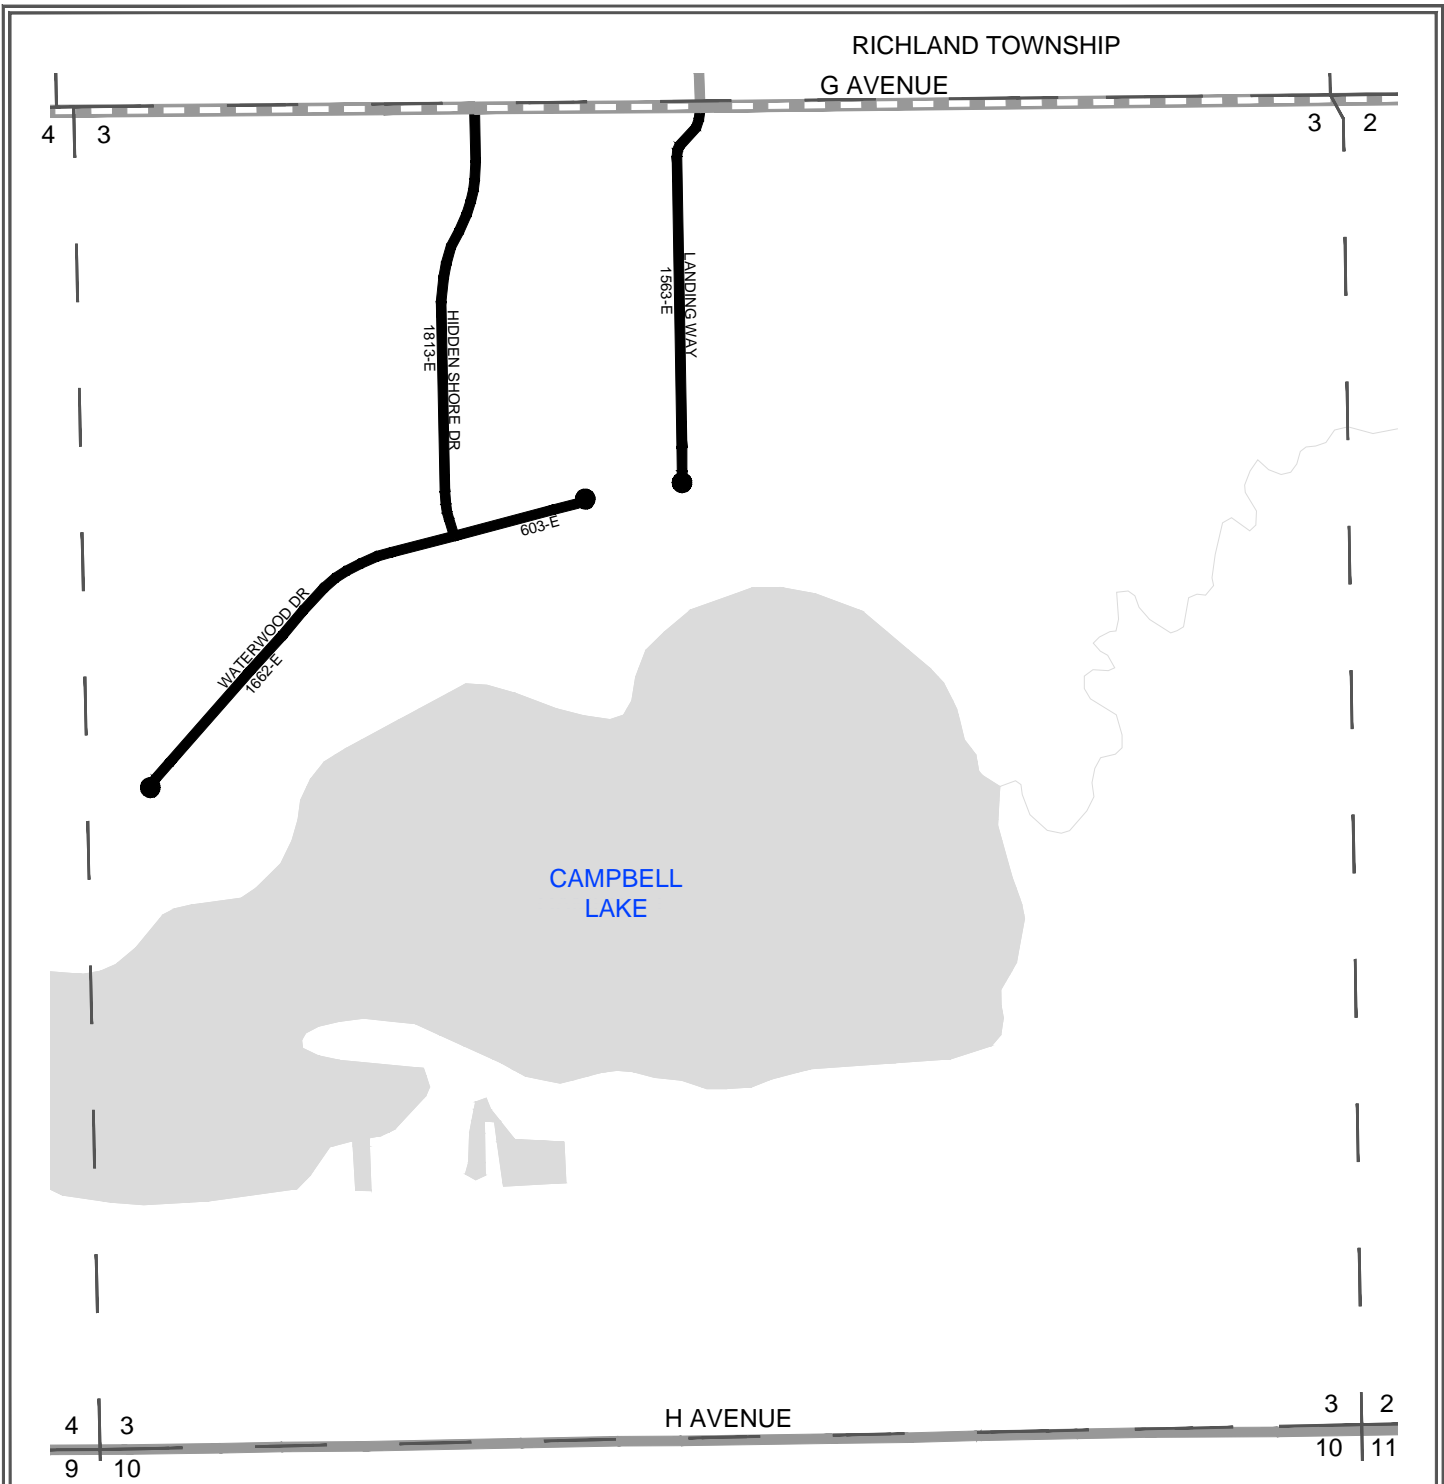 RICHLAND TOWNSHIP
G AVENUE
4 3
3 2
LANDING WAY
1563-E
HIDDEN SHORE DR
1813-E
603-E
WATERWOOD DR
1662-E
CAMPBELL
LAKE
H AVENUE
4 3
3 2
9 10
10 11